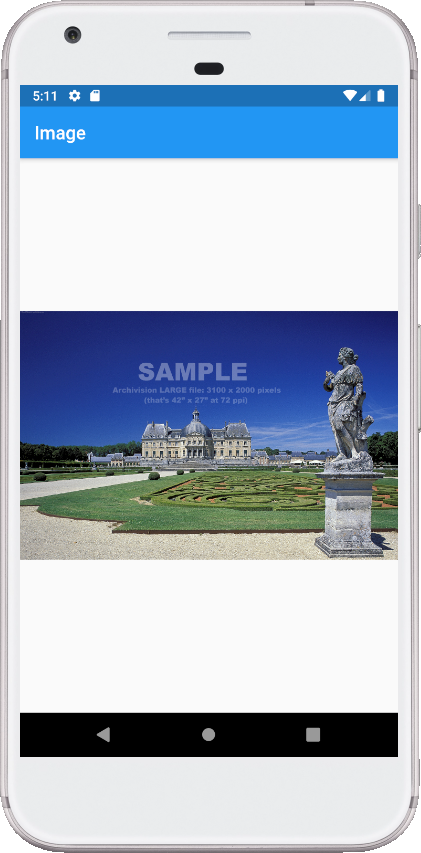 5:11
Image
SAMPLE
Archivision LARGE file: 3100 x 2000 pixels
(that's 42" x 27" at 72 ppi)